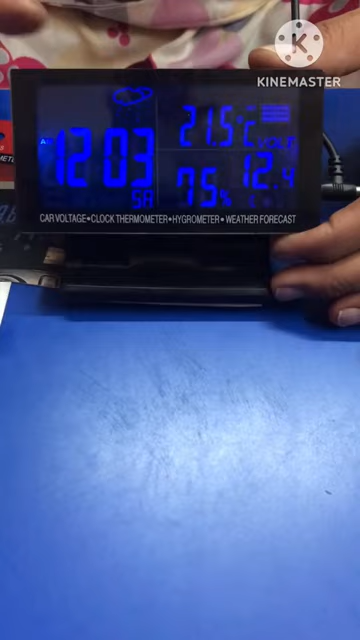 KINEMASTER
A
12:03
SA
21.5°C
VOLT
75%
12.4
CAR VOLTAGE•CLOCK THERMOMETER•HYGROMETER•WEATHER FORECAST